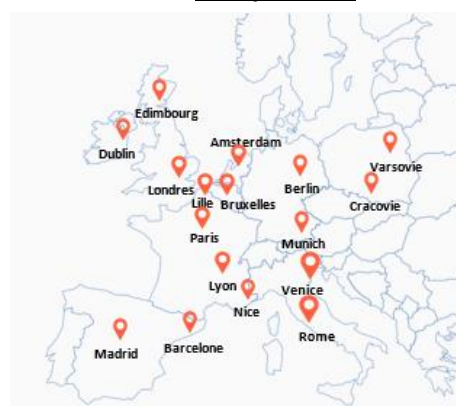 Edimbourg
Dublin
Amsterdam
Varsovie
Londres
Lille
Bruxelles
Berlin
Cracovie
Paris
Munich
Lyon
Venice
Nice
Rome
Madrid
Barcelone